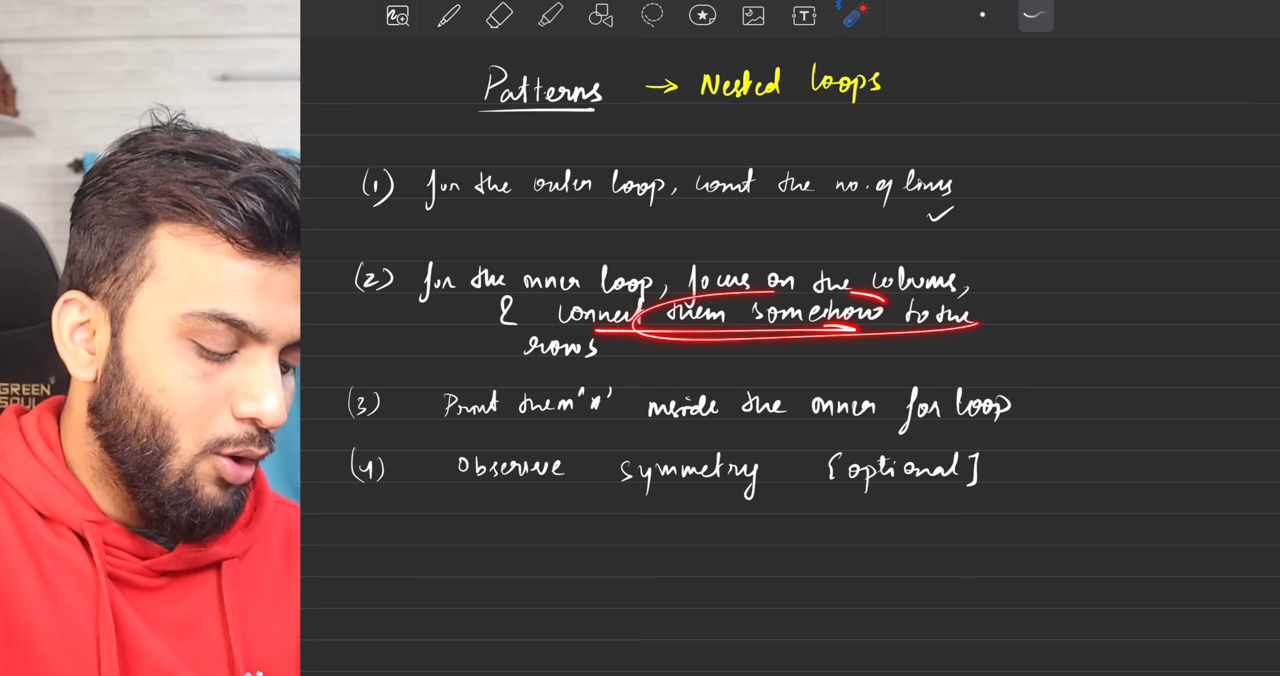 Patterns → Nested loops
(1) for the outer loop, count the no. of lines
(2) for the inner loop, focus on the columns,
& connect them somehow to the
rows
(3) Print them '*' inside the inner for loop
(4) Observe symmetry [optional]
GREEN
SOUL
T